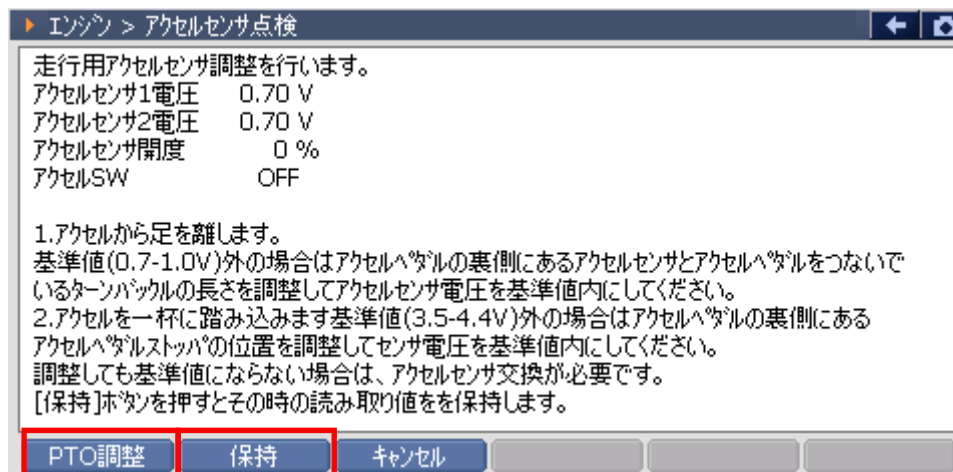 エンジン > アクセルセンサ点検
走行用アクセルセンサ調整を行います。
アクセルセンサ1電圧 0.70 V
アクセルセンサ2電圧 0.70 V
アクセルセンサ開度 0 %
アクセルSW OFF
1.アクセルから足を離します。
基準値(0.7-1.0V)外の場合はアクセルペダルの裏側にあるアクセルセンサとアクセルペダルをつないで
いるターンバックルの長さを調整してアクセルセンサ電圧を基準値内にしてください。
2.アクセルを一杯に踏み込みます基準値(3.5-4.4V)外の場合はアクセルペダルの裏側にある
アクセルペダルストッパの位置を調整してセンサ電圧を基準値内にしてください。
調整しても基準値にならない場合は、アクセルセンサ交換が必要です。
[保持]ボタンを押すとその時の読み取り値をを保持します。
PTO調整 保持 キャンセル